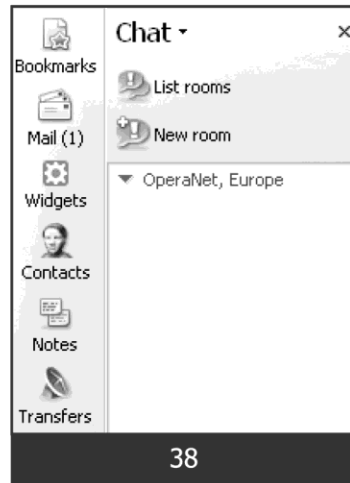 Bookmarks
Mail (1)
Widgets
Contacts
Notes
Transfers
Chat
List rooms
New room
OperaNet, Europe
38